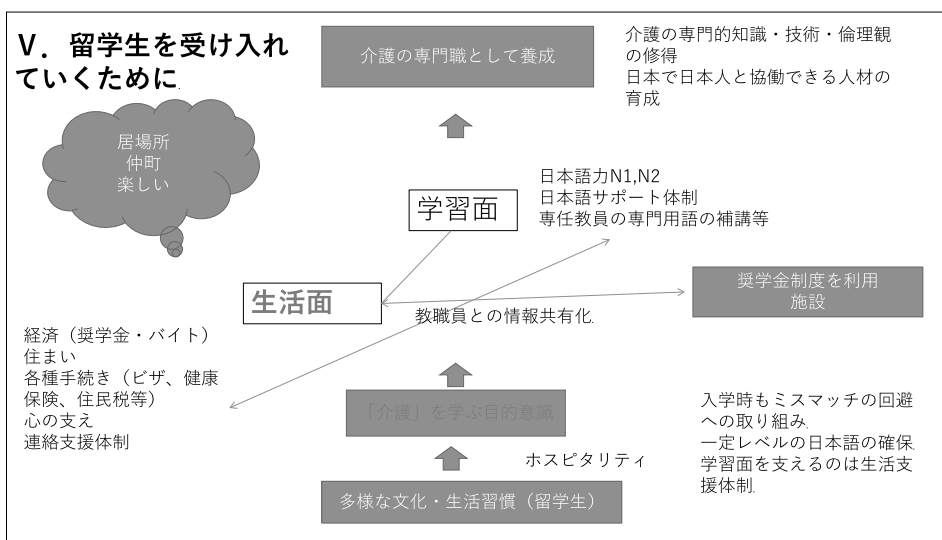 Ⅴ．留学生を受け入れ
ていくために.
介護の専門職として養成
介護の専門的知識・技術・倫理観
の修得
日本で日本人と協働できる人材の
育成
居場所
仲町
楽しい
日本語力N1,N2
日本語サポート体制
専任教員の専門用語の補講等
学習面
生活面
奨学金制度を利用
施設
教職員との情報共有化.
経済（奨学金・バイト）
住まい
各種手続き（ビザ、健康
保険、住民税等）
心の支え
連絡支援体制
「介護」を学ぶ目的意識
入学時もミスマッチの回避
への取り組み.
一定レベルの日本語の確保.
学習面を支えるのは生活支
援体制.
ホスピタリティ
多様な文化・生活習慣（留学生）